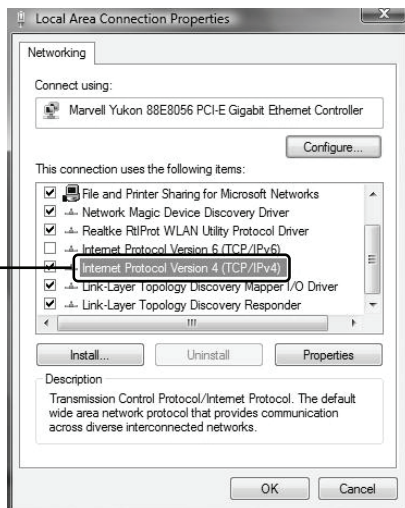 Local Area Connection Properties
Networking
Connect using:
Marvell Yukon 88E8056 PCI-E Gigabit Ethernet Controller
Configure...
This connection uses the following items:
File and Printer Sharing for Microsoft Networks
Network Magic Device Discovery Driver
Realtke RtlProt WLAN Utility Protocol Driver
Internet Protocol Version 6 (TCP/IPv6)
Internet Protocol Version 4 (TCP/IPv4)
Link-Layer Topology Discovery Mapper I/O Driver
Link-Layer Topology Discovery Responder
Install... Uninstall Properties
Description
Transmission Control Protocol/Internet Protocol. The default
wide area network protocol that provides communication
across diverse interconnected networks.
OK Cancel